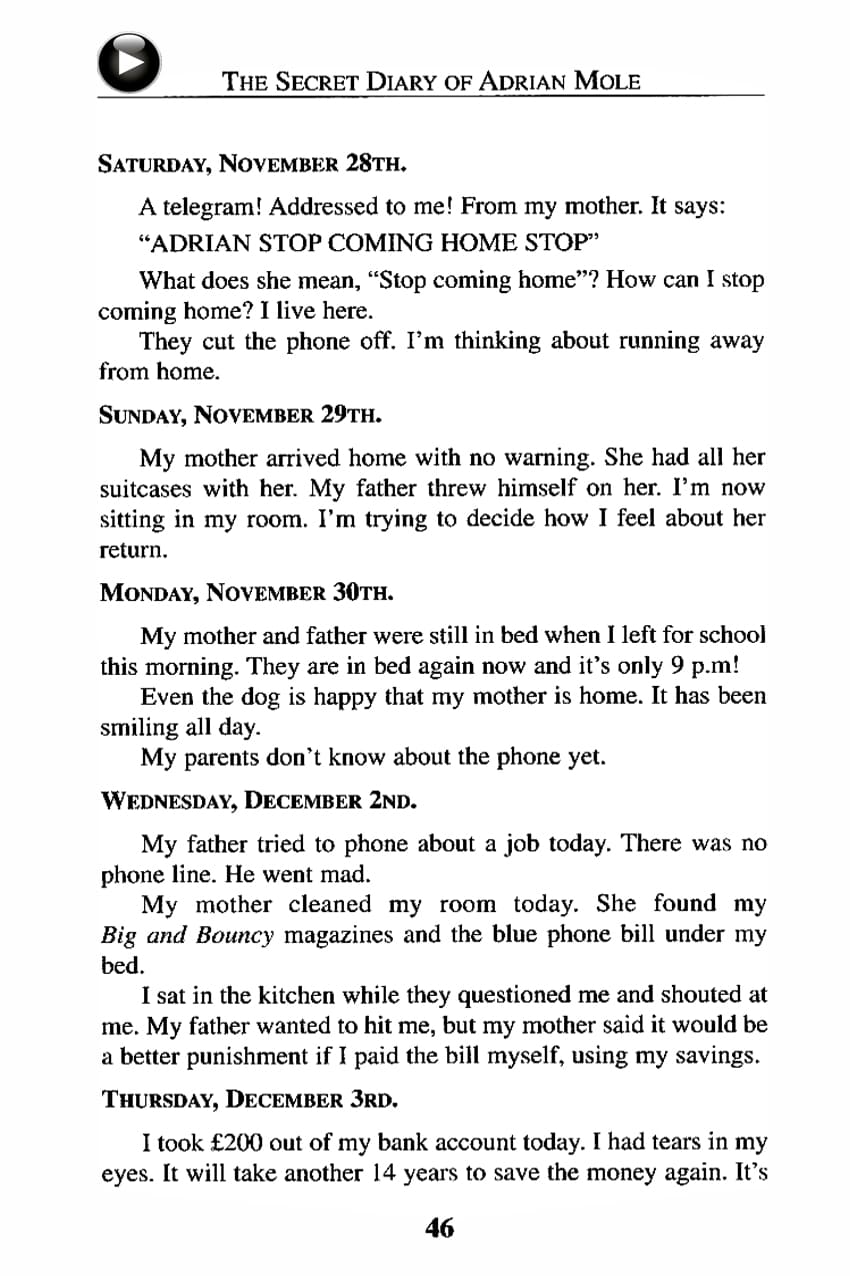 THE SECRET DIARY OF ADRIAN MOLE
SATURDAY, NOVEMBER 28TH.
A telegram! Addressed to me! From my mother. It says:
“ADRIAN STOP COMING HOME STOP”
What does she mean, “Stop coming home”? How can I stop
coming home? I live here.
They cut the phone off. I’m thinking about running away
from home.
SUNDAY, NOVEMBER 29TH.
My mother arrived home with no warning. She had all her
suitcases with her. My father threw himself on her. I’m now
sitting in my room. I’m trying to decide how I feel about her
return.
MONDAY, NOVEMBER 30TH.
My mother and father were still in bed when I left for school
this morning. They are in bed again now and it’s only 9 p.m!
Even the dog is happy that my mother is home. It has been
smiling all day.
My parents don’t know about the phone yet.
WEDNESDAY, DECEMBER 2ND.
My father tried to phone about a job today. There was no
phone line. He went mad.
My mother cleaned my room today. She found my
Big and Bouncy magazines and the blue phone bill under my
bed.
I sat in the kitchen while they questioned me and shouted at
me. My father wanted to hit me, but my mother said it would be
a better punishment if I paid the bill myself, using my savings.
THURSDAY, DECEMBER 3RD.
I took £200 out of my bank account today. I had tears in my
eyes. It will take another 14 years to save the money again. It’s
46